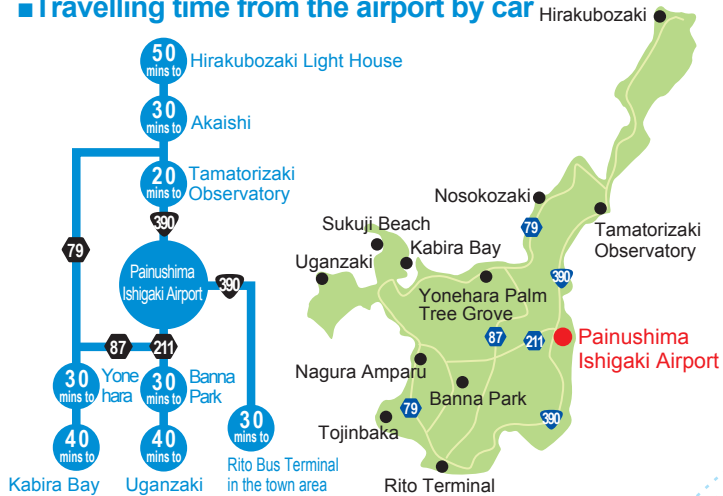 ■Travelling time from the airport by car
50
mins to
Hirakubozaki Light House
30
mins to
Akaishi
20
mins to
Tamatorizaki
Observatory
390
79
Painushima
Ishigaki Airport
390
87
211
30
mins to
Yone
hara
30
mins to
Banna
Park
40
mins to
Kabira Bay
40
mins to
Uganzaki
30
mins to
Rito Bus Terminal
in the town area
Hirakubozaki
Nosokozaki
79
Tamatorizaki
Observatory
Sukuji Beach
Kabira Bay
Uganzaki
390
Yonehara Palm
Tree Grove
87
211
Painushima
Ishigaki Airport
Nagura Amparu
Banna Park
79
390
Tojinbaka
Rito Terminal